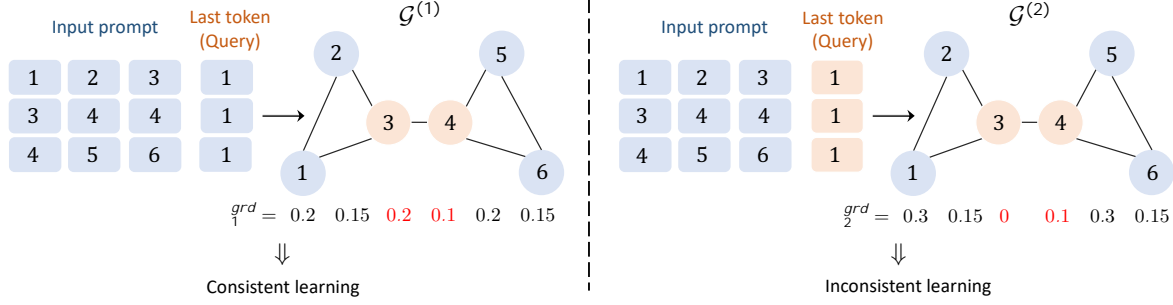 Input prompt
Last token
(Query)
1 2 3 1
3 4 4 1
4 5 6 1
𝒢(1)
2 5
3 4
1 6
grd
1 = 0.2 0.15 0.2 0.1 0.2 0.15
⇓
Consistent learning
Input prompt
Last token
(Query)
1 2 3 1
3 4 4 1
4 5 6 1
𝒢(2)
2 5
3 4
1 6
grd
2 = 0.3 0.15 0 0.1 0.3 0.15
⇓
Inconsistent learning